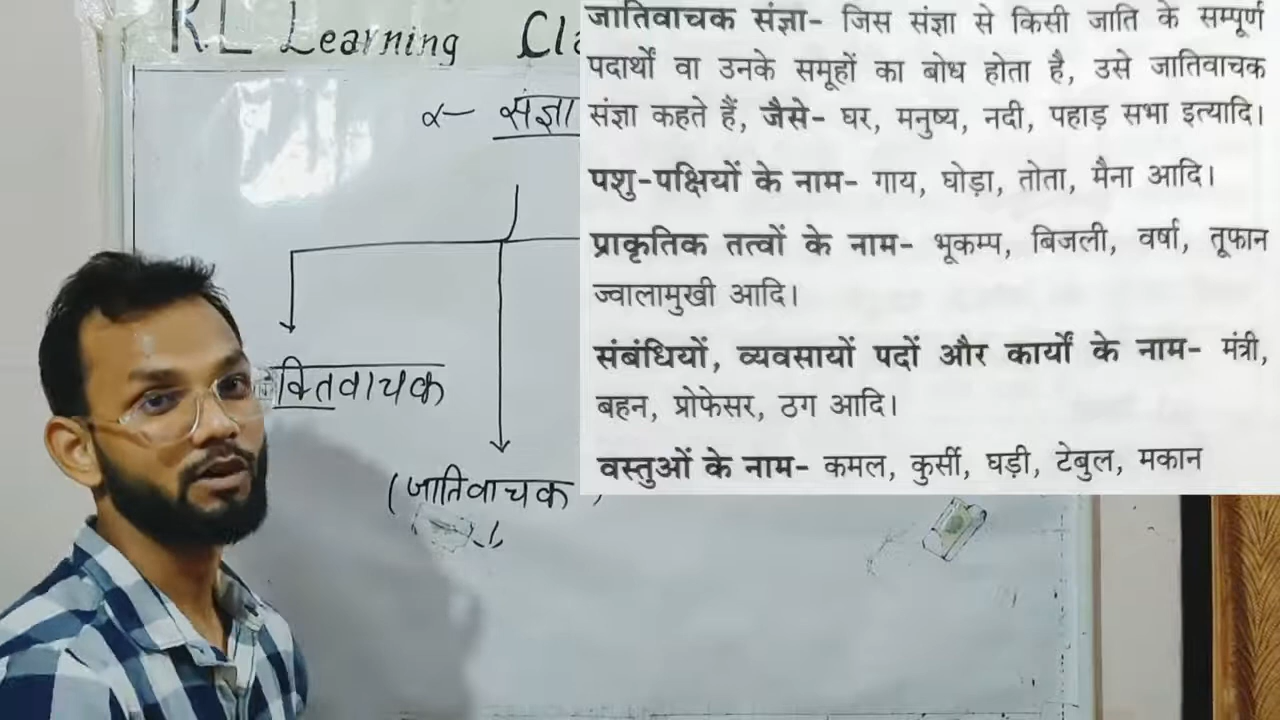 RL Learning Cla
संज्ञा
क्तिवाचक
(जातिवाचक
जातिवाचक संज्ञा- जिस संज्ञा से किसी जाति के सम्पूर्ण
पदार्थों वा उनके समूहों का बोध होता है, उसे जातिवाचक
संज्ञा कहते हैं, जैसे- घर, मनुष्य, नदी, पहाड़ सभा इत्यादि।
पशु-पक्षियों के नाम- गाय, घोड़ा, तोता, मैना आदि।
प्राकृतिक तत्वों के नाम- भूकम्प, बिजली, वर्षा, तूफान
ज्वालामुखी आदि।
संबंधियों, व्यवसायों पदों और कार्यों के नाम- मंत्री,
बहन, प्रोफेसर, ठग आदि।
वस्तुओं के नाम- कमल, कुर्सी, घड़ी, टेबुल, मकान